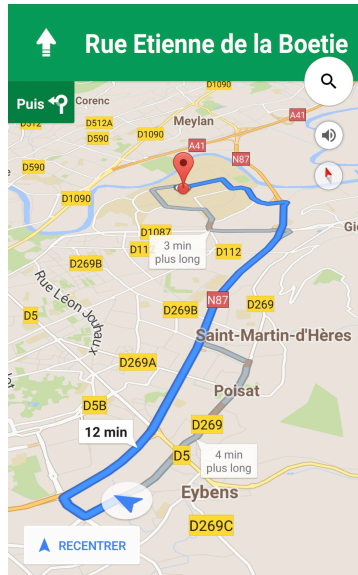 Rue Etienne de la Boetie
Puis
Corenc
D1090
D512
D512A
Meylan
A41
D590
D590
D1090
A41
N87
D590
D1090
D1087
3 min
plus long
D112
D269B
Rue Léon Jouhaux
N87
D269
D5
D269B
Saint-Martin-d'Hères
D269A
Poisat
D5B
12 min
D269
D5
4 min
plus long
Eybens
D269C
RECENTRER